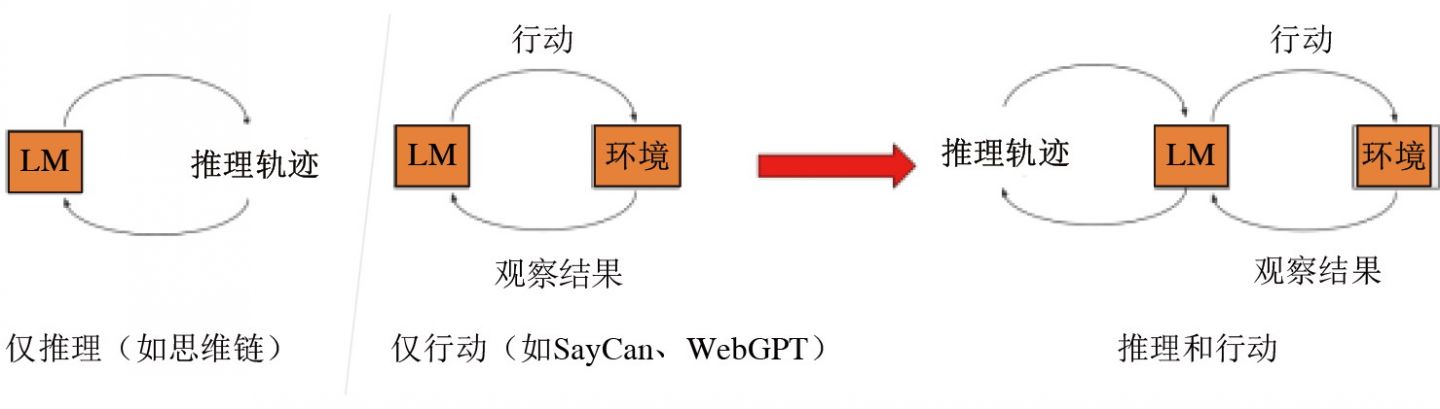 行动
行动
LM
推理轨迹
LM
环境
推理轨迹
LM
环境
观察结果
观察结果
仅推理（如思维链）
仅行动（如SayCan、WebGPT）
推理和行动